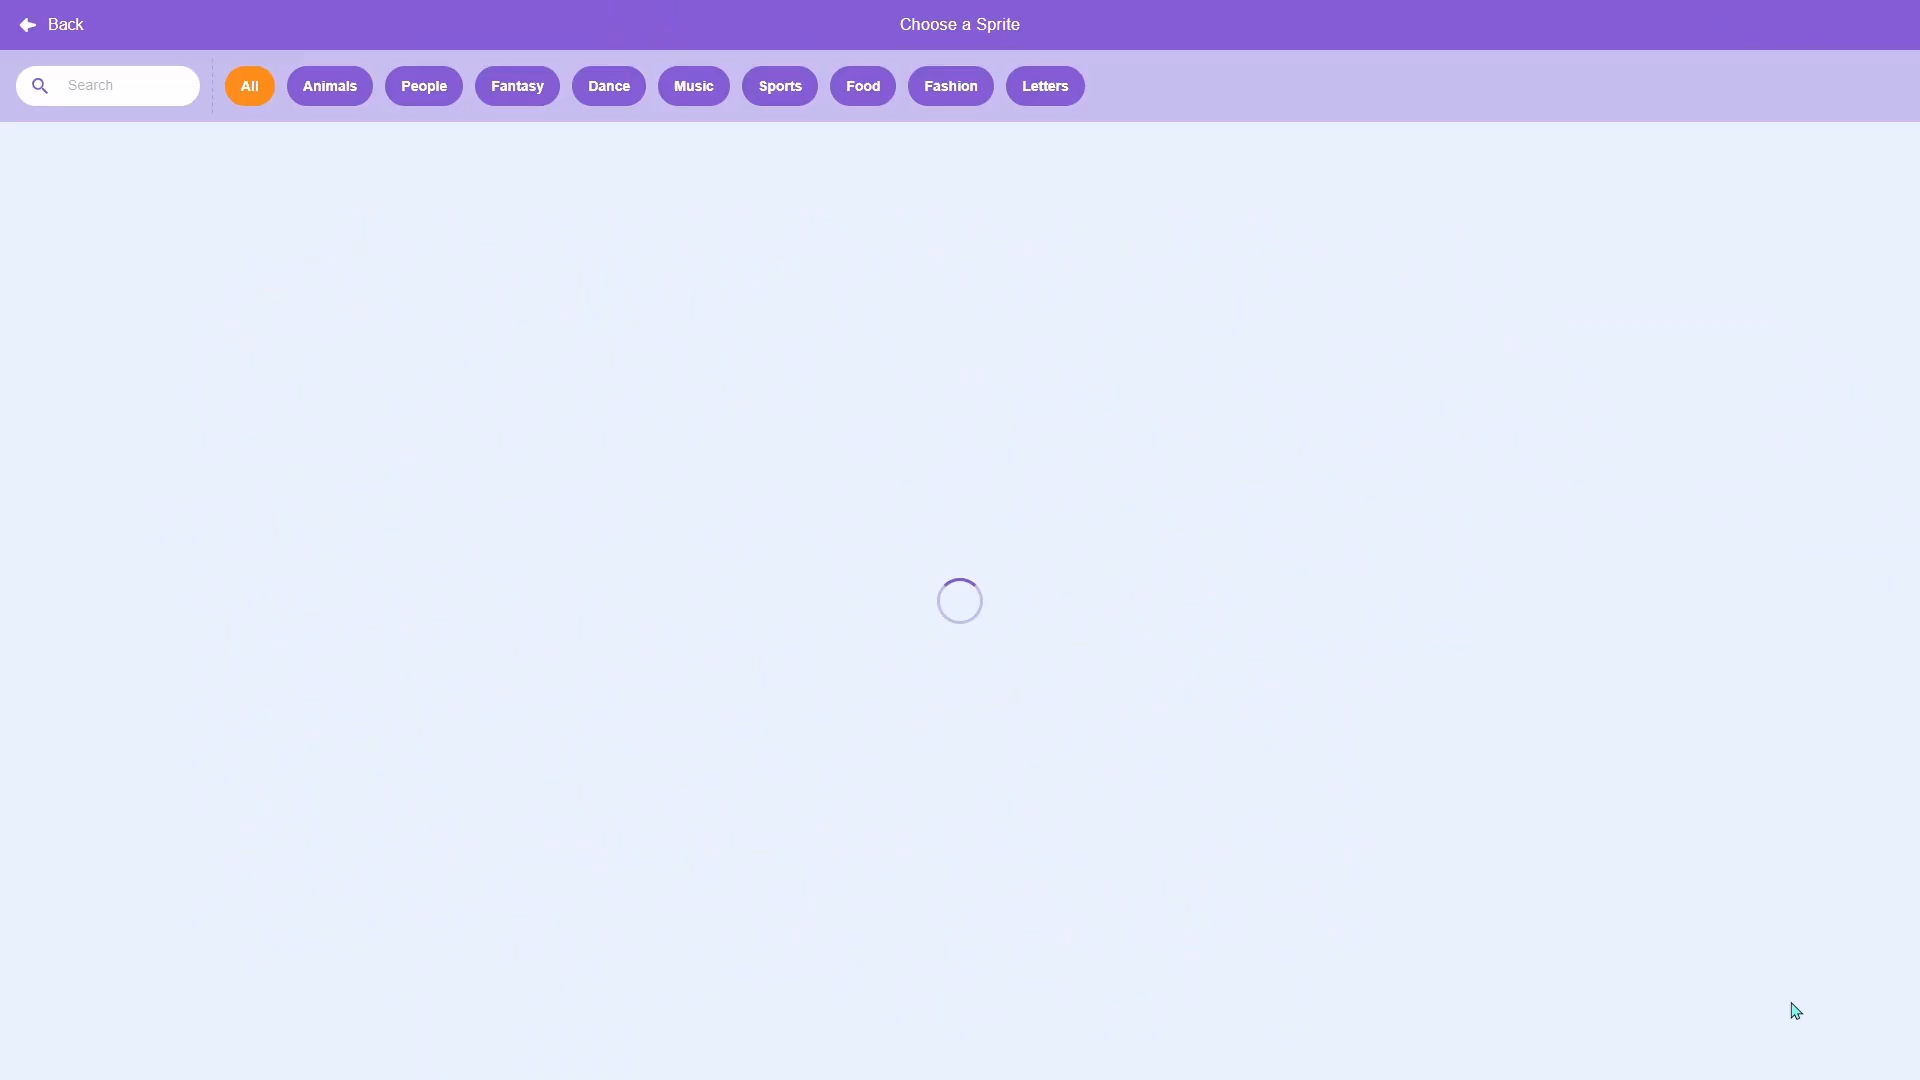 Back
Choose a Sprite
Search
All
Animals
People
Fantasy
Dance
Music
Sports
Food
Fashion
Letters